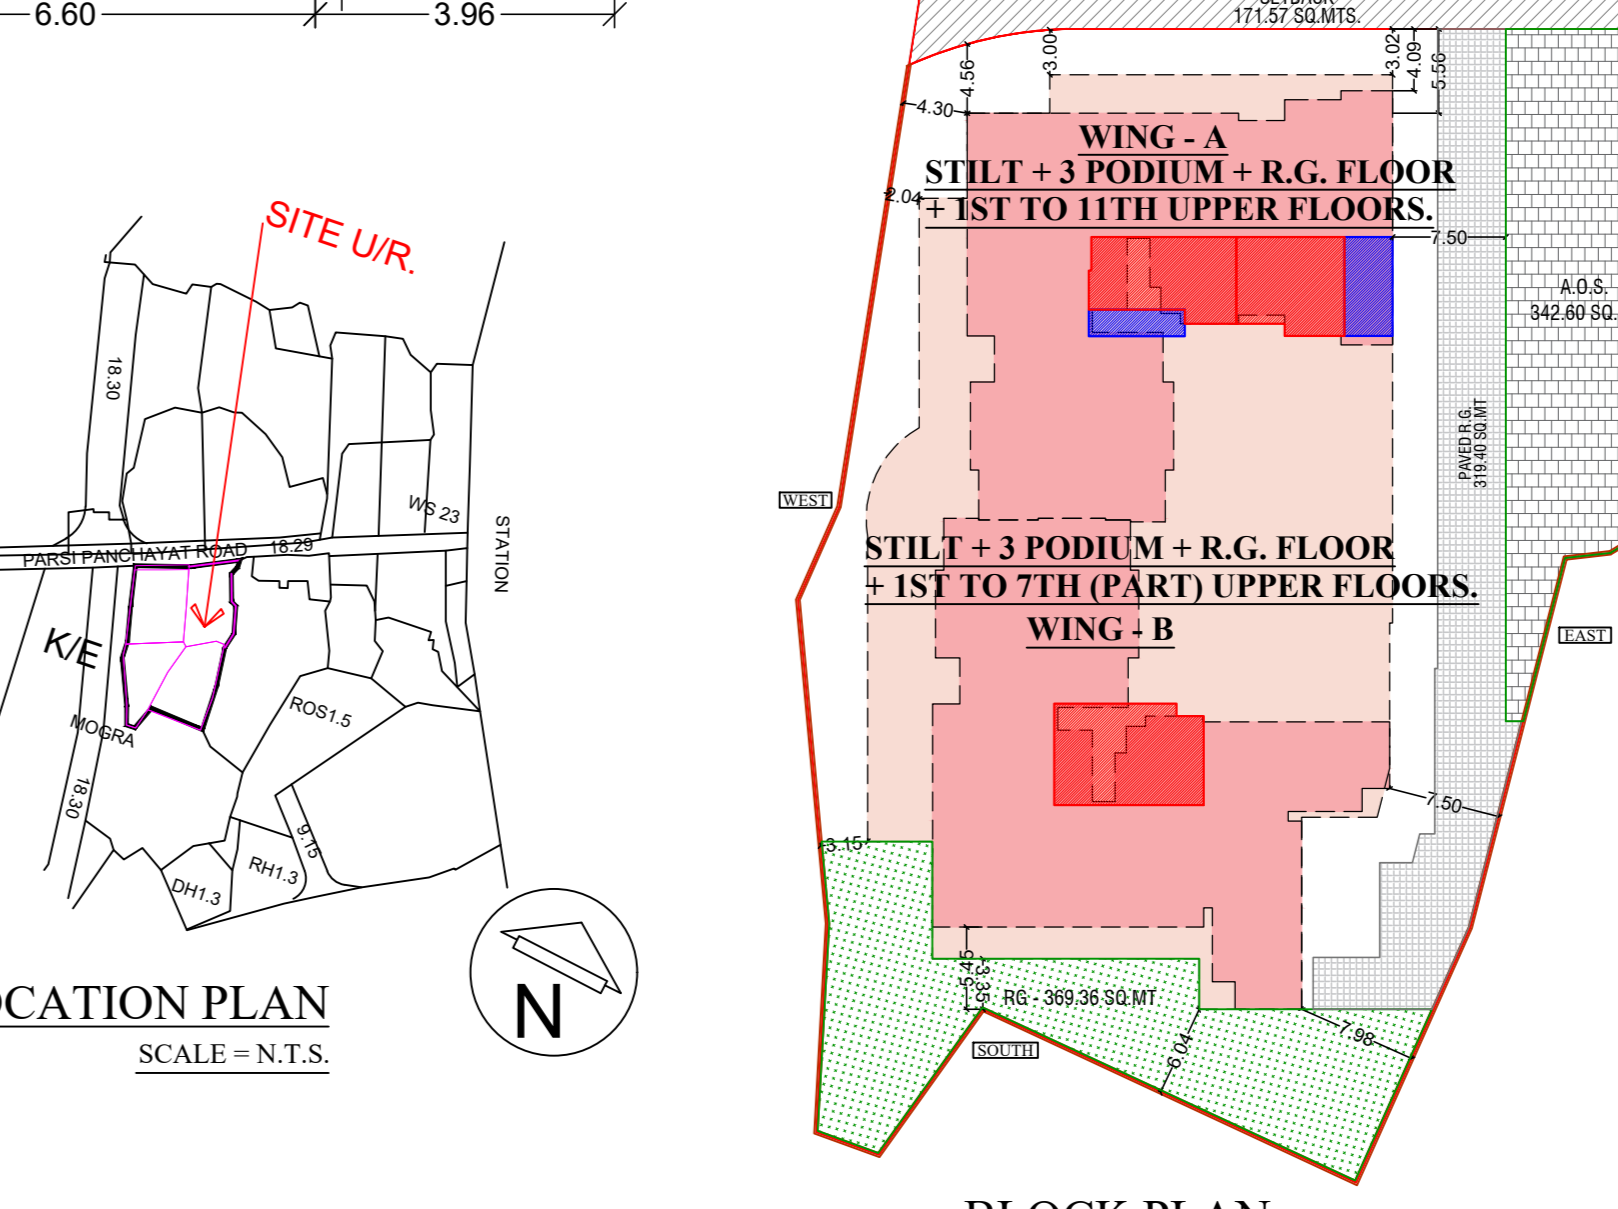 6.60
3.96
SITE U/R.
18.30
WS 23
STATION
PARSI PANCHAYAT ROAD
18.29
K/E
MOGRA
18.30
ROS1.5
9.15
RH1.3
DH1.3
N
OCATION PLAN
SCALE = N.T.S.
SETBACK
171.57 SQ.MTS.
4.56
3.00
3.02
4.09
5.56
4.30
WING - A
STILT + 3 PODIUM + R.G. FLOOR
+ 1ST TO 11TH UPPER FLOORS.
2.04
7.50
A.O.S.
342.60 SQ.
PAVED R.G.
319.40 SQ.MT
WEST
STILT + 3 PODIUM + R.G. FLOOR
+ 1ST TO 7TH (PART) UPPER FLOORS.
WING - B
EAST
7.50
3.15
5.45
3.35
RG - 369.36 SQ.MT
SOUTH
6.04
7.98
BLOCK PLAN